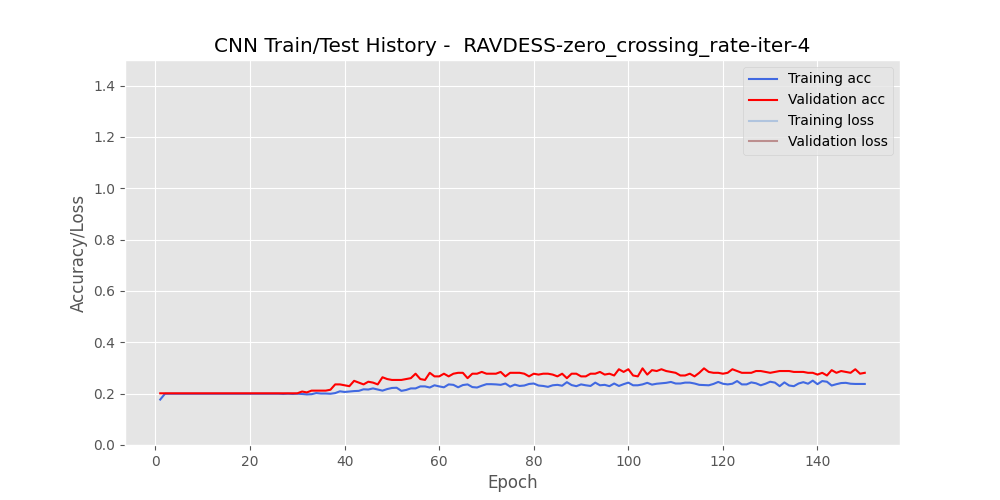 CNN Train/Test History -  RAVDESS-zero_crossing_rate-iter-4
Training acc
Validation acc
Training loss
Validation loss
Accuracy/Loss
1.4
1.2
1.0
0.8
0.6
0.4
0.2
0.0
0 20 40 60 80 100 120 140
Epoch